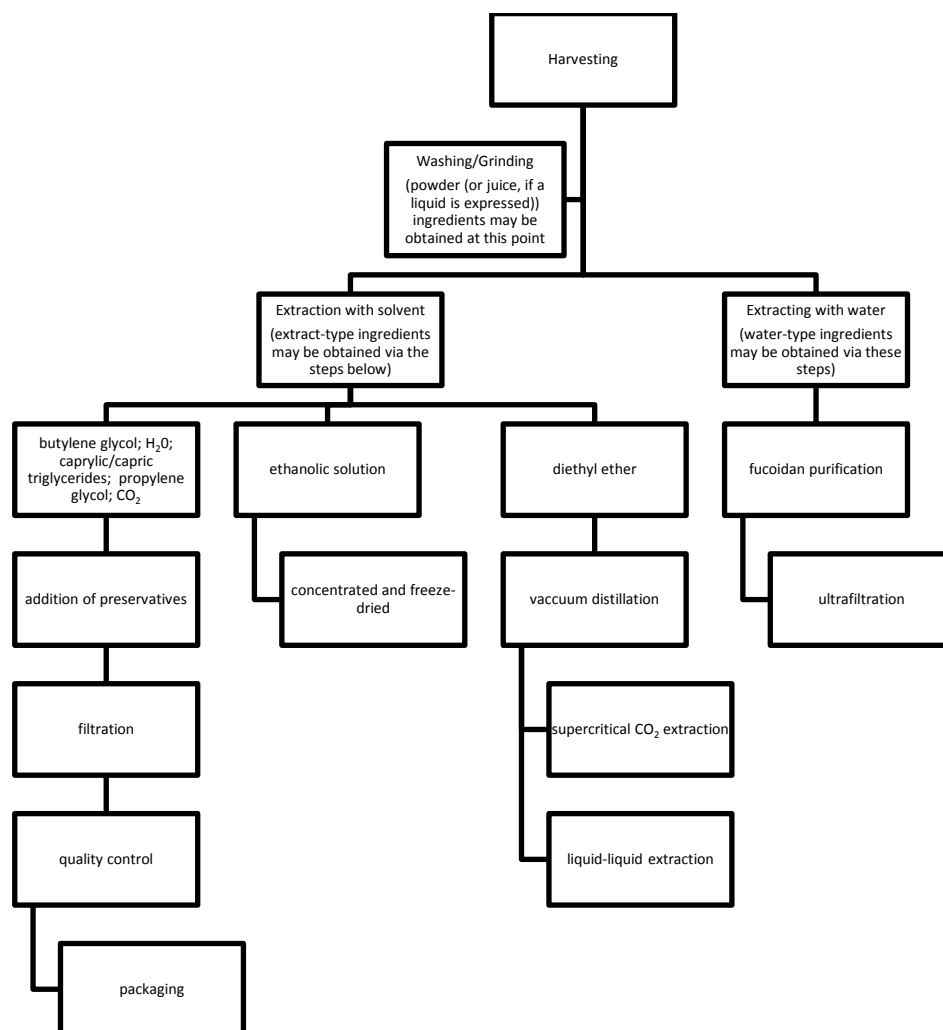 Harvesting
Washing/Grinding
(powder (or juice, if a
liquid is expressed))
ingredients may be
obtained at this point
Extraction with solvent
(extract-type ingredients
may be obtained via the
steps below)
Extracting with water
(water-type ingredients
may be obtained via these
steps)
butylene glycol; H₂0;
caprylic/capric
triglycerides; propylene
glycol; CO₂
ethanolic solution
diethyl ether
fucoidan purification
addition of preservatives
concentrated and freeze-
dried
vaccuum distillation
ultrafiltration
filtration
supercritical CO₂ extraction
quality control
liquid-liquid extraction
packaging